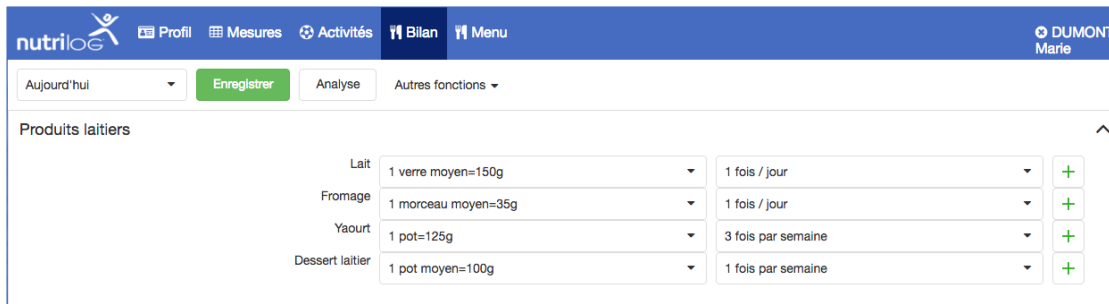 nutrilog Profil Mesures Activités Bilan Menu DUMONT
Marie
Aujourd'hui Enregistrer Analyse Autres fonctions
Produits laitiers
Lait 1 verre moyen=150g 1 fois / jour
Fromage 1 morceau moyen=35g 1 fois / jour
Yaourt 1 pot=125g 3 fois par semaine
Dessert laitier 1 pot moyen=100g 1 fois par semaine